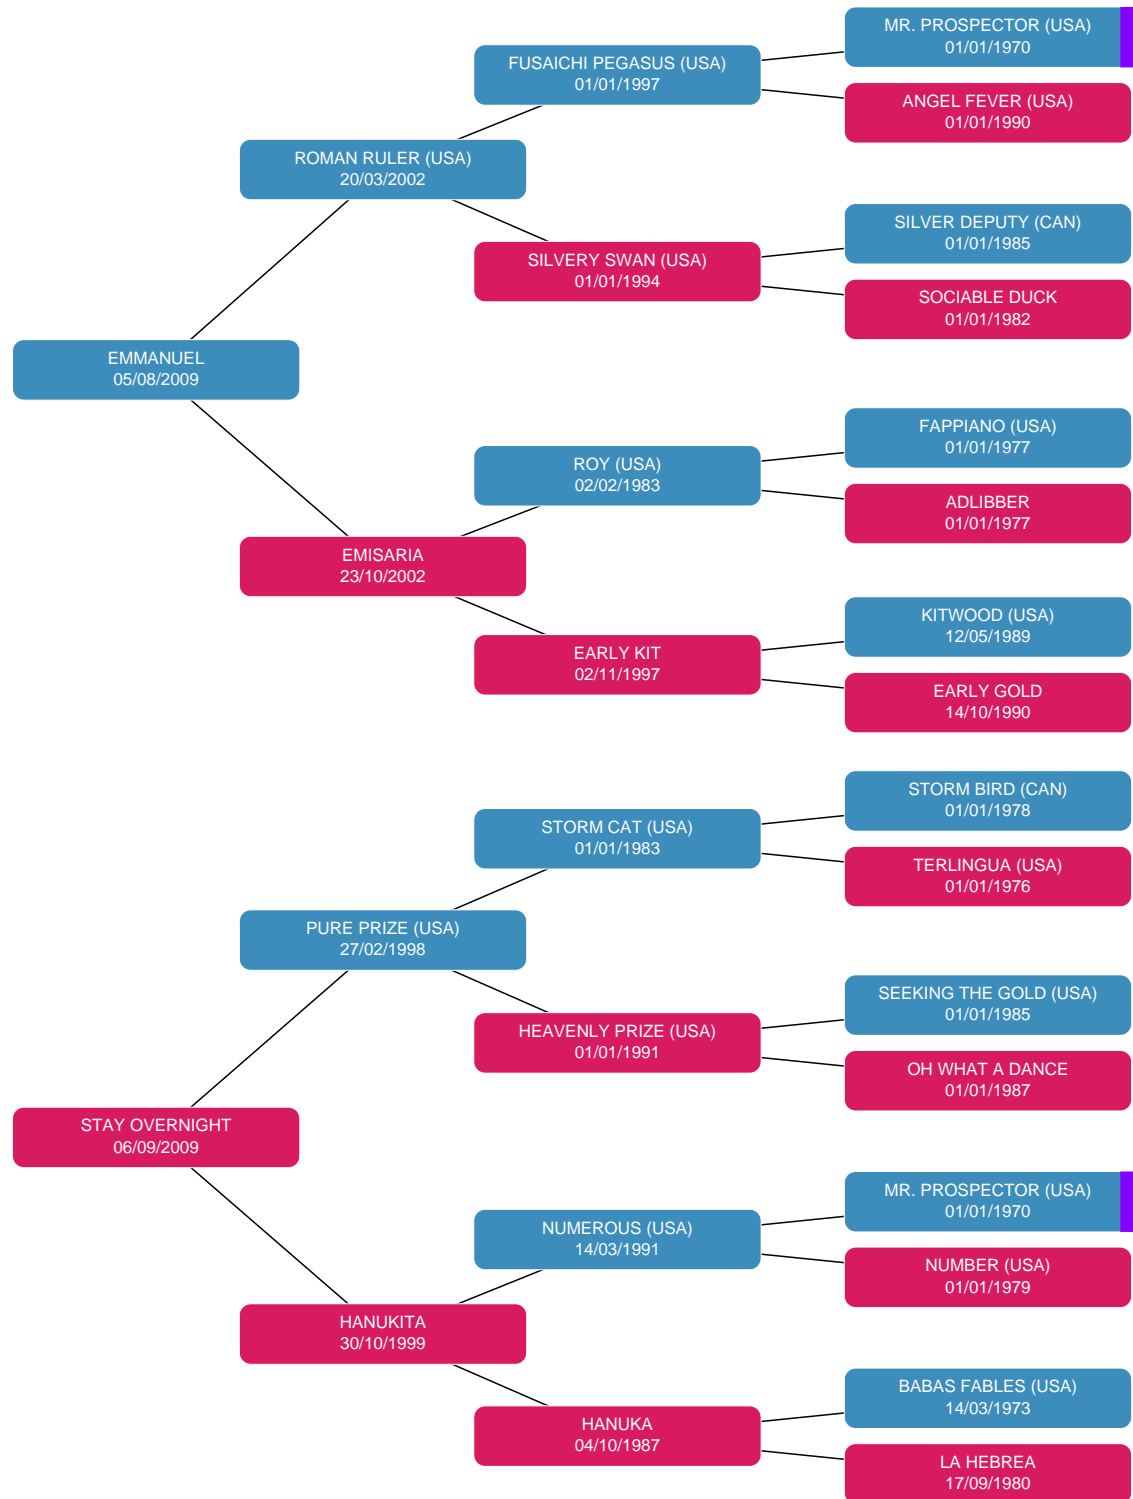 MR. PROSPECTOR (USA)
01/01/1970
FUSAICHI PEGASUS (USA)
01/01/1997
ANGEL FEVER (USA)
01/01/1990
ROMAN RULER (USA)
20/03/2002
SILVER DEPUTY (CAN)
01/01/1985
SILVERY SWAN (USA)
01/01/1994
SOCIABLE DUCK
01/01/1982
EMMANUEL
05/08/2009
FAPPIANO (USA)
01/01/1977
ROY (USA)
02/02/1983
ADLIBBER
01/01/1977
EMISARIA
23/10/2002
KITWOOD (USA)
12/05/1989
EARLY KIT
02/11/1997
EARLY GOLD
14/10/1990
STORM BIRD (CAN)
01/01/1978
STORM CAT (USA)
01/01/1983
TERLINGUA (USA)
01/01/1976
PURE PRIZE (USA)
27/02/1998
SEEKING THE GOLD (USA)
01/01/1985
HEAVENLY PRIZE (USA)
01/01/1991
OH WHAT A DANCE
01/01/1987
STAY OVERNIGHT
06/09/2009
MR. PROSPECTOR (USA)
01/01/1970
NUMEROUS (USA)
14/03/1991
NUMBER (USA)
01/01/1979
HANUKITA
30/10/1999
BABAS FABLES (USA)
14/03/1973
HANUKA
04/10/1987
LA HEBREA
17/09/1980